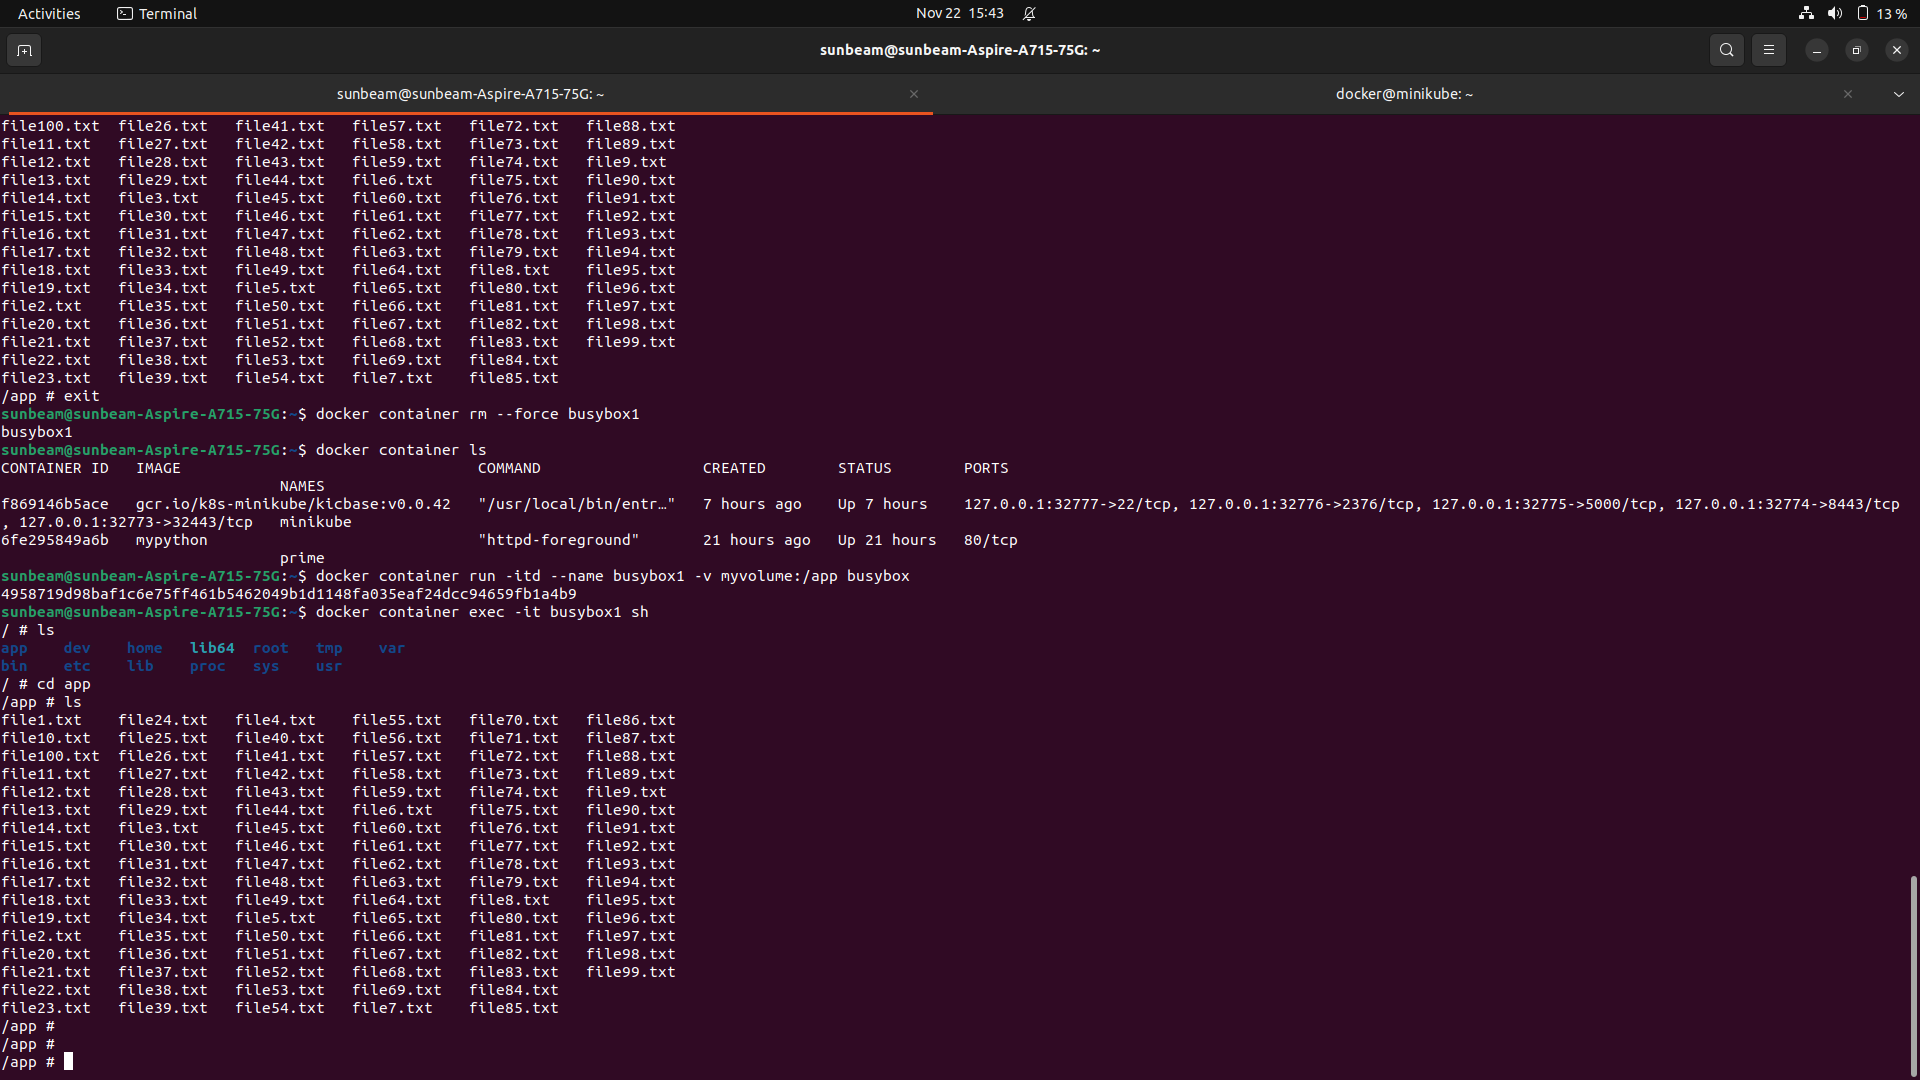 Activities Terminal Nov 22 15:43 13 %
sunbeam@sunbeam-Aspire-A715-75G: ~
sunbeam@sunbeam-Aspire-A715-75G: ~ docker@minikube: ~
file100.txt file26.txt file41.txt file57.txt file72.txt file88.txt
file11.txt file27.txt file42.txt file58.txt file73.txt file89.txt
file12.txt file28.txt file43.txt file59.txt file74.txt file9.txt
file13.txt file29.txt file44.txt file6.txt file75.txt file90.txt
file14.txt file3.txt file45.txt file60.txt file76.txt file91.txt
file15.txt file30.txt file46.txt file61.txt file77.txt file92.txt
file16.txt file31.txt file47.txt file62.txt file78.txt file93.txt
file17.txt file32.txt file48.txt file63.txt file79.txt file94.txt
file18.txt file33.txt file49.txt file64.txt file8.txt file95.txt
file19.txt file34.txt file5.txt file65.txt file80.txt file96.txt
file2.txt file35.txt file50.txt file66.txt file81.txt file97.txt
file20.txt file36.txt file51.txt file67.txt file82.txt file98.txt
file21.txt file37.txt file52.txt file68.txt file83.txt file99.txt
file22.txt file38.txt file53.txt file69.txt file84.txt
file23.txt file39.txt file54.txt file7.txt file85.txt
/app # exit
sunbeam@sunbeam-Aspire-A715-75G:~$ docker container rm --force busybox1
busybox1
sunbeam@sunbeam-Aspire-A715-75G:~$ docker container ls
CONTAINER ID IMAGE COMMAND CREATED STATUS PORTS
NAMES
f869146b5ace gcr.io/k8s-minikube/kicbase:v0.0.42 "/usr/local/bin/entr…" 7 hours ago Up 7 hours 127.0.0.1:32777->22/tcp, 127.0.0.1:32776->2376/tcp, 127.0.0.1:32775->5000/tcp, 127.0.0.1:32774->8443/tcp
, 127.0.0.1:32773->32443/tcp minikube
6fe295849a6b mypython "httpd-foreground" 21 hours ago Up 21 hours 80/tcp
prime
sunbeam@sunbeam-Aspire-A715-75G:~$ docker container run -itd --name busybox1 -v myvolume:/app busybox
4958719d98baf1c6e75ff461b5462049b1d1148fa035eaf24dcc94659fb1a4b9
sunbeam@sunbeam-Aspire-A715-75G:~$ docker container exec -it busybox1 sh
/ # ls
app dev home lib64 root tmp var
bin etc lib proc sys usr
/ # cd app
/app # ls
file1.txt file24.txt file4.txt file55.txt file70.txt file86.txt
file10.txt file25.txt file40.txt file56.txt file71.txt file87.txt
file100.txt file26.txt file41.txt file57.txt file72.txt file88.txt
file11.txt file27.txt file42.txt file58.txt file73.txt file89.txt
file12.txt file28.txt file43.txt file59.txt file74.txt file9.txt
file13.txt file29.txt file44.txt file6.txt file75.txt file90.txt
file14.txt file3.txt file45.txt file60.txt file76.txt file91.txt
file15.txt file30.txt file46.txt file61.txt file77.txt file92.txt
file16.txt file31.txt file47.txt file62.txt file78.txt file93.txt
file17.txt file32.txt file48.txt file63.txt file79.txt file94.txt
file18.txt file33.txt file49.txt file64.txt file8.txt file95.txt
file19.txt file34.txt file5.txt file65.txt file80.txt file96.txt
file2.txt file35.txt file50.txt file66.txt file81.txt file97.txt
file20.txt file36.txt file51.txt file67.txt file82.txt file98.txt
file21.txt file37.txt file52.txt file68.txt file83.txt file99.txt
file22.txt file38.txt file53.txt file69.txt file84.txt
file23.txt file39.txt file54.txt file7.txt file85.txt
/app #
/app #
/app #